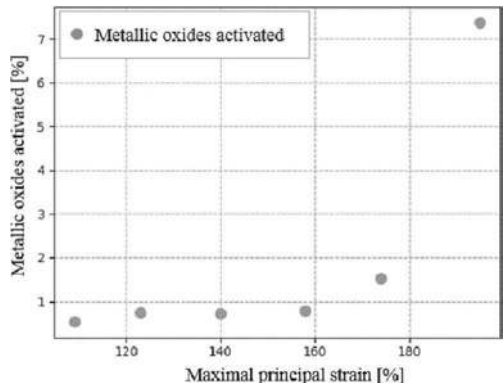 Metallic oxides activated
Metallic oxides activated [%]
7
6
5
4
3
2
1
120 140 160 180
Maximal principal strain [%]